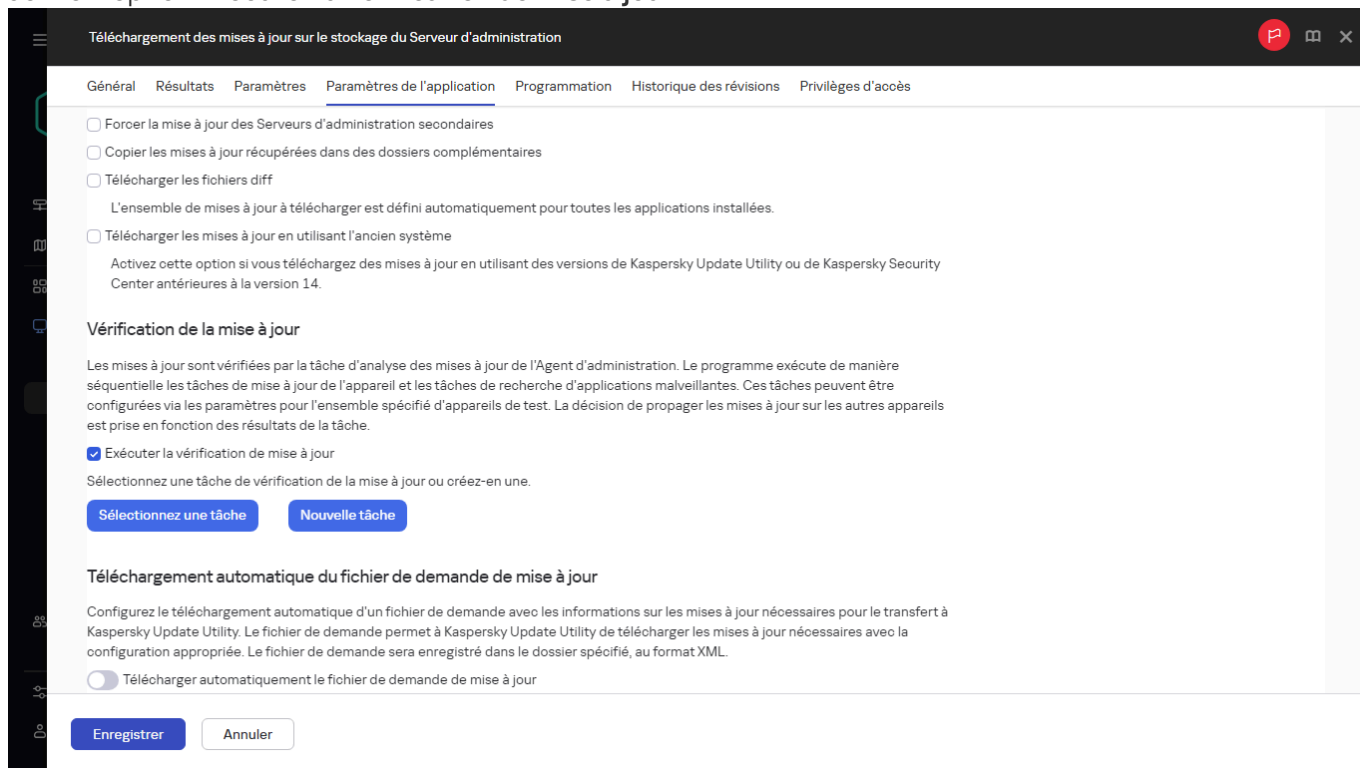 Téléchargement des mises à jour sur le stockage du Serveur d'administration
Général Résultats Paramètres Paramètres de l'application Programmation Historique des révisions Privilèges d'accès
Forcer la mise à jour des Serveurs d'administration secondaires
Copier les mises à jour récupérées dans des dossiers complémentaires
Télécharger les fichiers diff
L'ensemble de mises à jour à télécharger est défini automatiquement pour toutes les applications installées.
Télécharger les mises à jour en utilisant l'ancien système
Activez cette option si vous téléchargez des mises à jour en utilisant des versions de Kaspersky Update Utility ou de Kaspersky Security
Center antérieures à la version 14.
Vérification de la mise à jour
Les mises à jour sont vérifiées par la tâche d'analyse des mises à jour de l'Agent d'administration. Le programme exécute de manière
séquentielle les tâches de mise à jour de l'appareil et les tâches de recherche d'applications malveillantes. Ces tâches peuvent être
configurées via les paramètres pour l'ensemble spécifié d'appareils de test. La décision de propager les mises à jour sur les autres appareils
est prise en fonction des résultats de la tâche.
Exécuter la vérification de mise à jour
Sélectionnez une tâche de vérification de la mise à jour ou créez-en une.
Sélectionnez une tâche Nouvelle tâche
Téléchargement automatique du fichier de demande de mise à jour
Configurez le téléchargement automatique d'un fichier de demande avec les informations sur les mises à jour nécessaires pour le transfert à
Kaspersky Update Utility. Le fichier de demande permet à Kaspersky Update Utility de télécharger les mises à jour nécessaires avec la
configuration appropriée. Le fichier de demande sera enregistré dans le dossier spécifié, au format XML.
Télécharger automatiquement le fichier de demande de mise à jour
Enregistrer Annuler